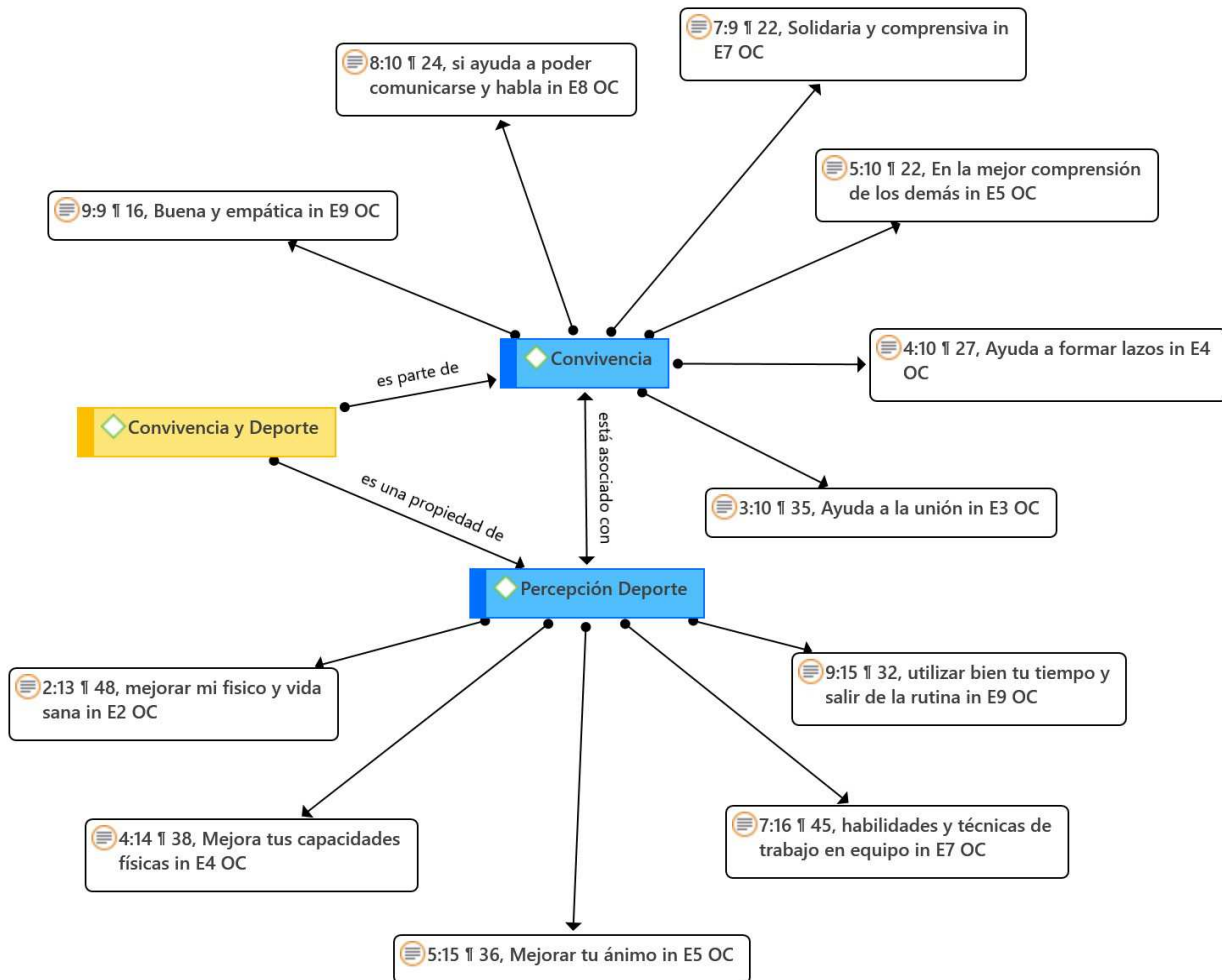 7:9 ¶ 22, Solidaria y comprensiva in
E7 OC
8:10 ¶ 24, si ayuda a poder
comunicarse y habla in E8 OC
5:10 ¶ 22, En la mejor comprensión
de los demás in E5 OC
9:9 ¶ 16, Buena y empática in E9 OC
4:10 ¶ 27, Ayuda a formar lazos in E4
OC
Convivencia
es parte de
Convivencia y Deporte
está asociado con
es una propiedad de
3:10 ¶ 35, Ayuda a la unión in E3 OC
Percepción Deporte
2:13 ¶ 48, mejorar mi fisico y vida
sana in E2 OC
9:15 ¶ 32, utilizar bien tu tiempo y
salir de la rutina in E9 OC
4:14 ¶ 38, Mejora tus capacidades
físicas in E4 OC
7:16 ¶ 45, habilidades y técnicas de
trabajo en equipo in E7 OC
5:15 ¶ 36, Mejorar tu ánimo in E5 OC